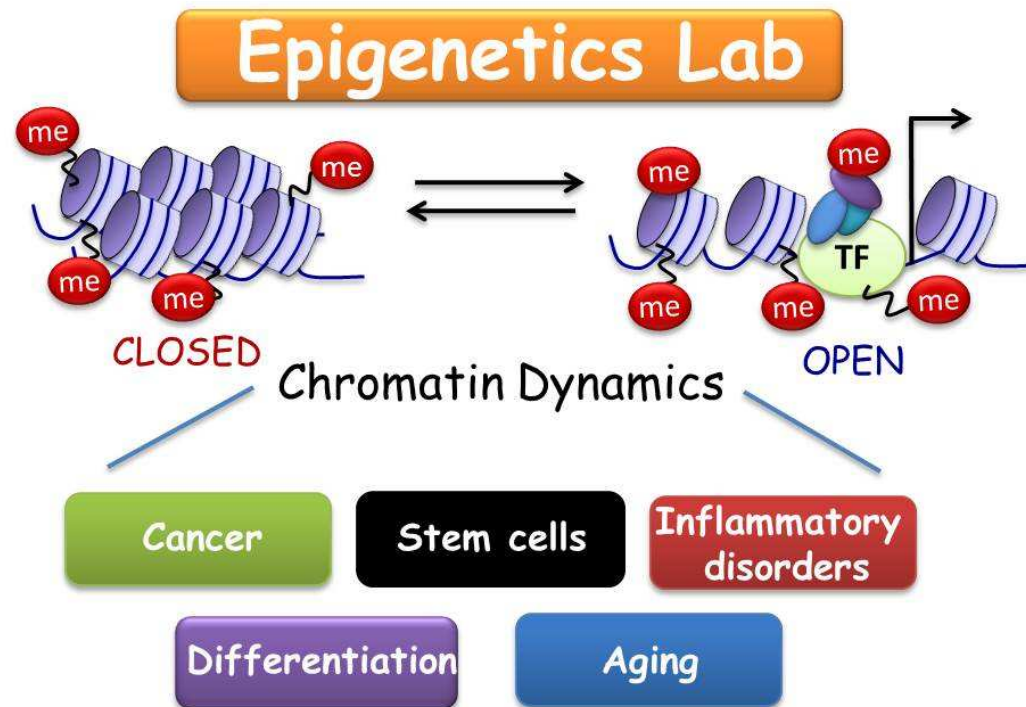 Epigenetics Lab
me
me
me
me
CLOSED
me
me
me
me
me
TF
OPEN
Chromatin Dynamics
Cancer
Stem cells
Inflammatory
disorders
Differentiation
Aging